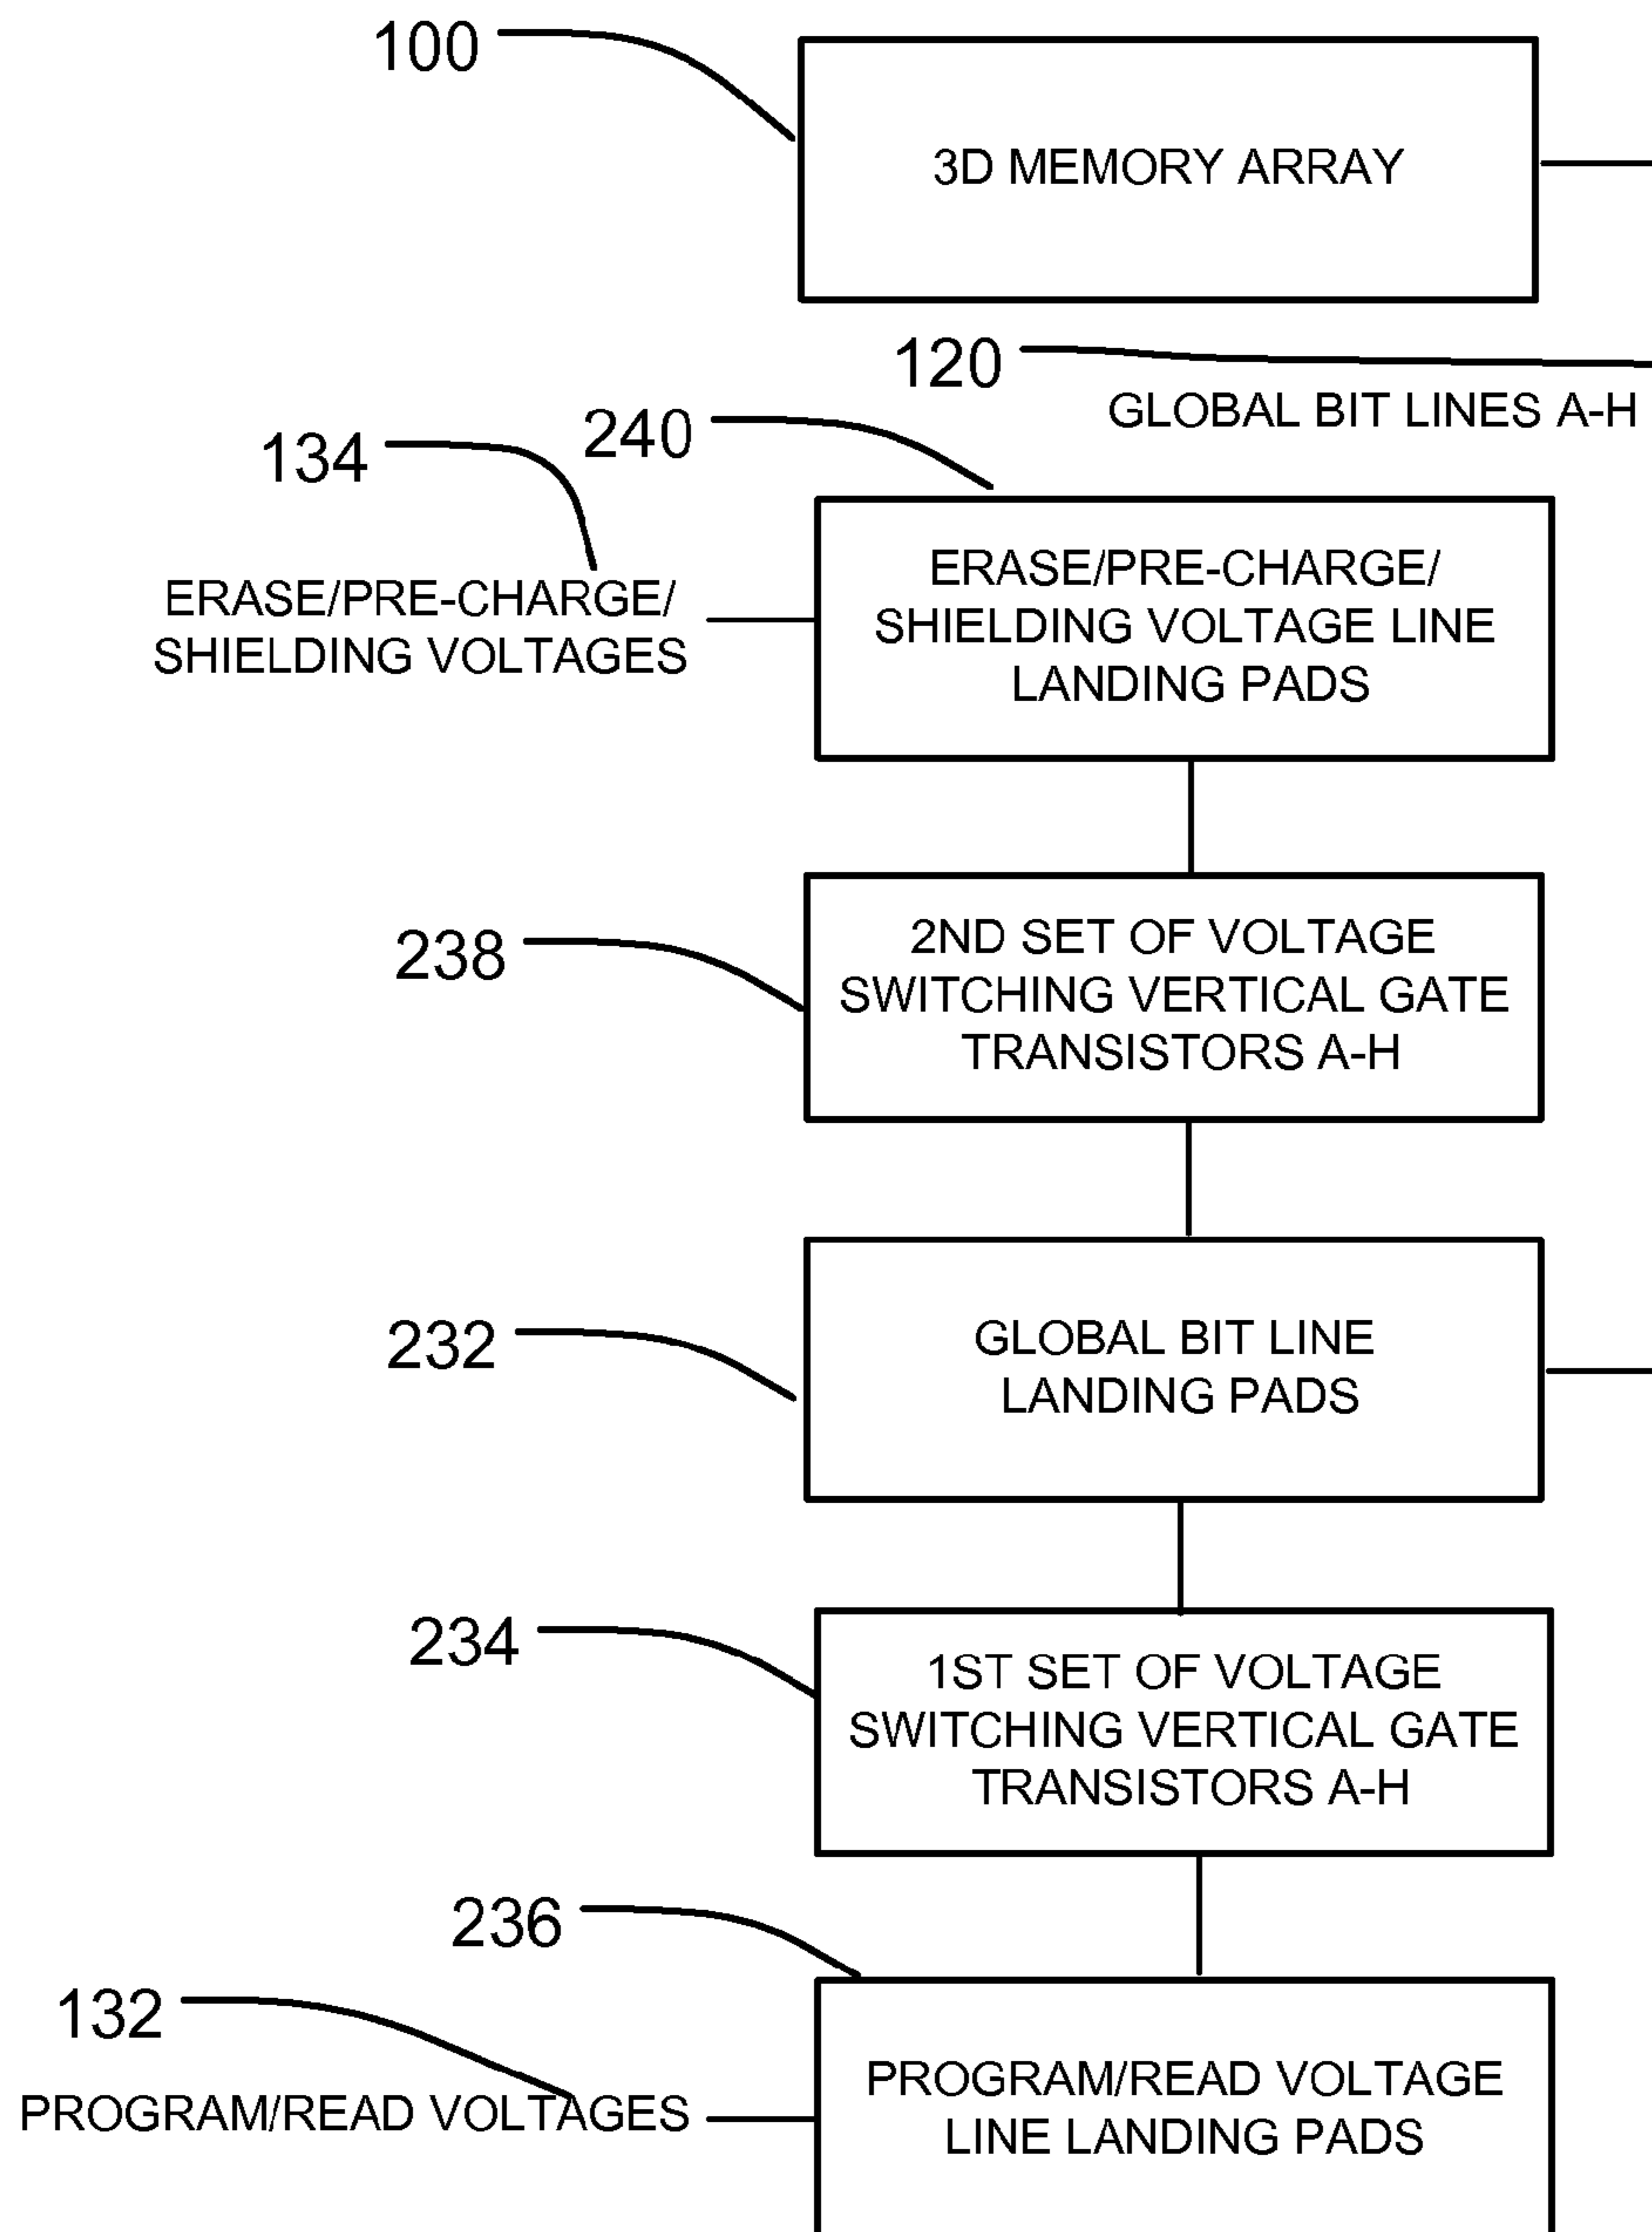 100
3D MEMORY ARRAY
120
GLOBAL BIT LINES A-H
240
134
ERASE/PRE-CHARGE/
SHIELDING VOLTAGES
ERASE/PRE-CHARGE/
SHIELDING VOLTAGE LINE
LANDING PADS
238
2ND SET OF VOLTAGE
SWITCHING VERTICAL GATE
TRANSISTORS A-H
232
GLOBAL BIT LINE
LANDING PADS
234
1ST SET OF VOLTAGE
SWITCHING VERTICAL GATE
TRANSISTORS A-H
236
132
PROGRAM/READ VOLTAGES
PROGRAM/READ VOLTAGE
LINE LANDING PADS